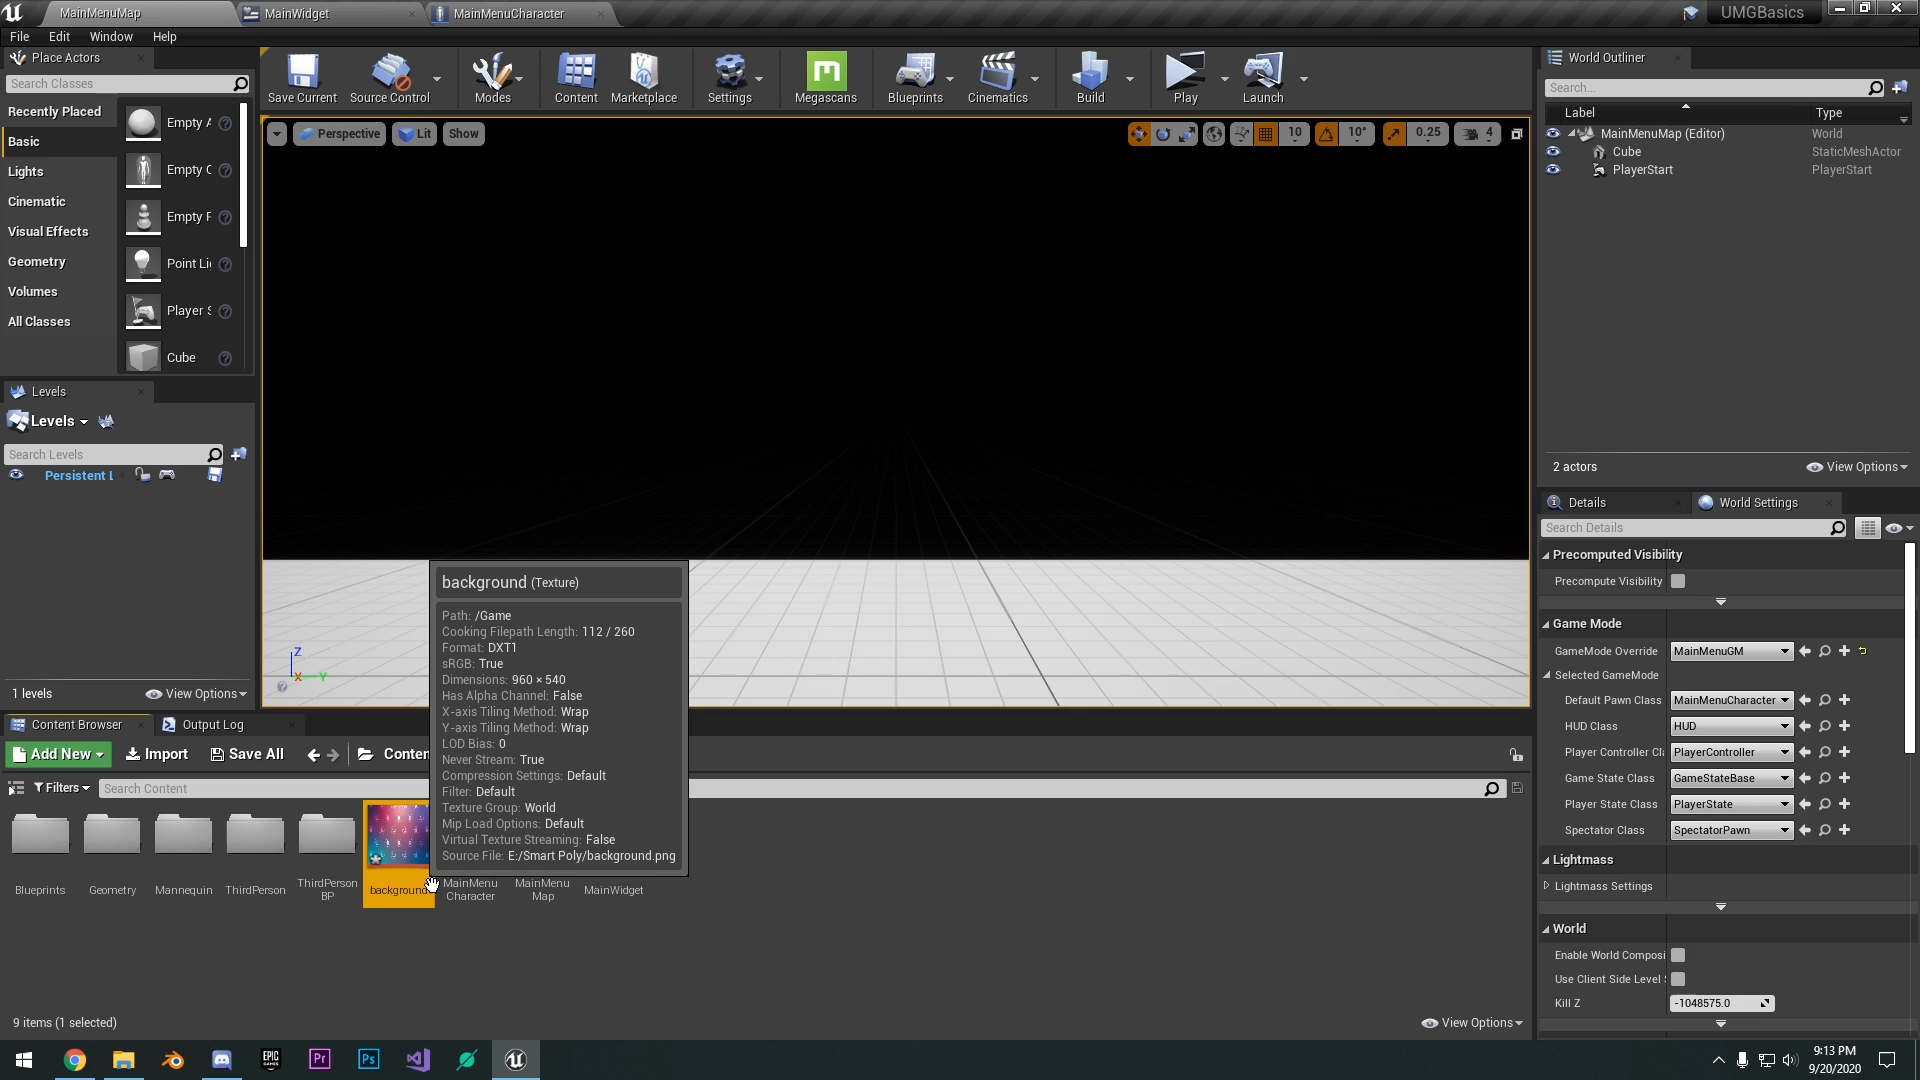 MainMenuMap
MainWidget
MainMenuCharacter
UMGBasics
File Edit Window Help
Place Actors
Search Classes
Recently Placed
Basic
Lights
Cinematic
Visual Effects
Geometry
Volumes
All Classes
Empty A
Empty C
Empty F
Point Li
Player S
Cube
Save Current
Source Control
Modes
Content
Marketplace
Settings
Megascans
Blueprints
Cinematics
Build
Play
Launch
Perspective
Lit
Show
10
10°
0.25
4
Z
X
Y
Levels
Levels
Search Levels
Persistent L
1 levels
View Options
World Outliner
Search...
Label
Type
MainMenuMap (Editor) World
Cube StaticMeshActor
PlayerStart PlayerStart
2 actors
View Options
Details
World Settings
Search Details
Precomputed Visibility
Precompute Visibility
Game Mode
GameMode Override MainMenuGM
Selected GameMode
Default Pawn Class MainMenuCharacter
HUD Class HUD
Player Controller Cl PlayerController
Game State Class GameStateBase
Player State Class PlayerState
Spectator Class SpectatorPawn
Lightmass
Lightmass Settings
World
Enable World Composi
Use Client Side Level
Kill Z -1048575.0
Content Browser
Output Log
Add New
Import
Save All
Conten
Filters
Search Content
background (Texture)
Path: /Game
Cooking Filepath Length: 112 / 260
Format: DXT1
sRGB: True
Dimensions: 960 × 540
Has Alpha Channel: False
X-axis Tiling Method: Wrap
Y-axis Tiling Method: Wrap
LOD Bias: 0
Never Stream: True
Compression Settings: Default
Filter: Default
Texture Group: World
Mip Load Options: Default
Virtual Texture Streaming: False
Source File: E:/Smart Poly/background.png
Blueprints
Geometry
Mannequin
ThirdPerson
ThirdPerson
BP
background
MainMenu
Character
MainMenu
Map
MainWidget
9 items (1 selected)
View Options
EPIC
GAMES
Pr
Ps
9:13 PM
9/20/2020